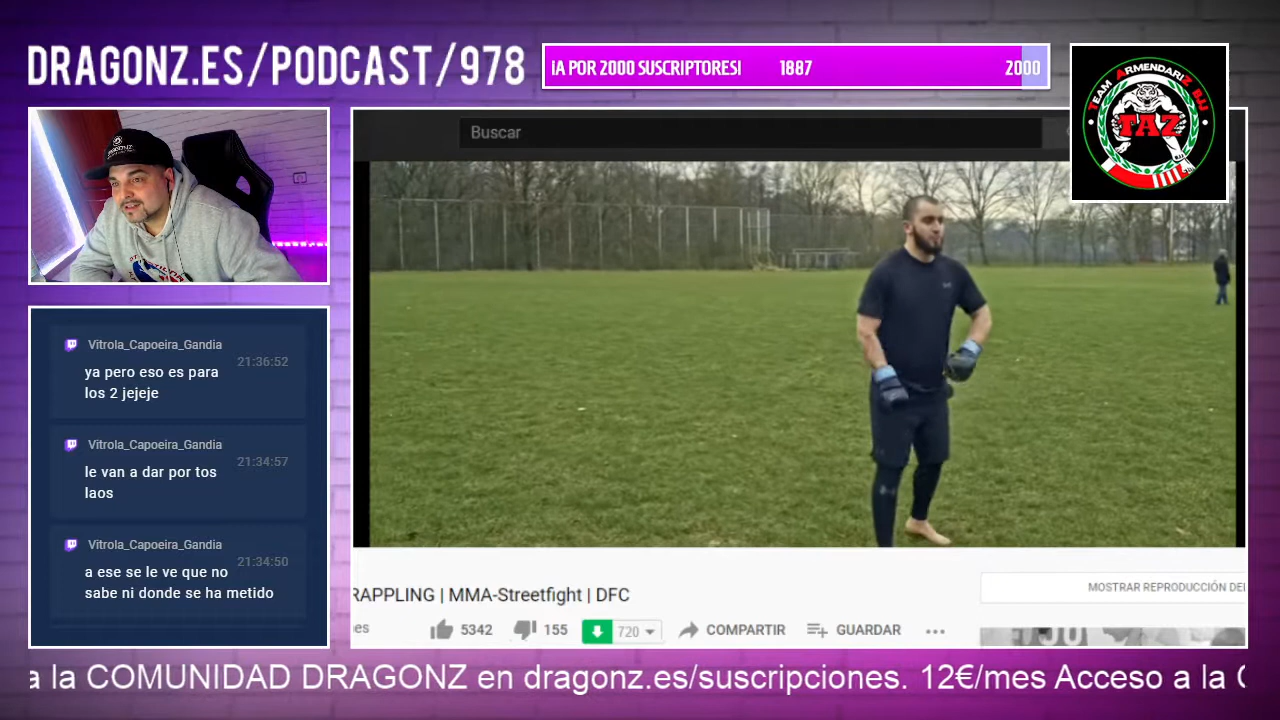 DRAGONZ.ES/PODCAST/978
¡A POR 2000 SUSCRIPTORES!
1887
2000
TEAM ARMENDARIZ BJJ
TAZ
Buscar
DRAGONZ
Vitrola_Capoeira_Gandia
21:36:52
ya pero eso es para
los 2 jejeje
Vitrola_Capoeira_Gandia
21:34:57
le van a dar por tos
laos
Vitrola_Capoeira_Gandia
21:34:50
a ese se le ve que no
sabe ni donde se ha metido
RAPPLING | MMA-Streetfight | DFC
MOSTRAR REPRODUCCIÓN DEL
es
5342
155
720
COMPARTIR
GUARDAR
a la COMUNIDAD DRAGONZ en dragonz.es/suscripciones. 12€/mes Acceso a la